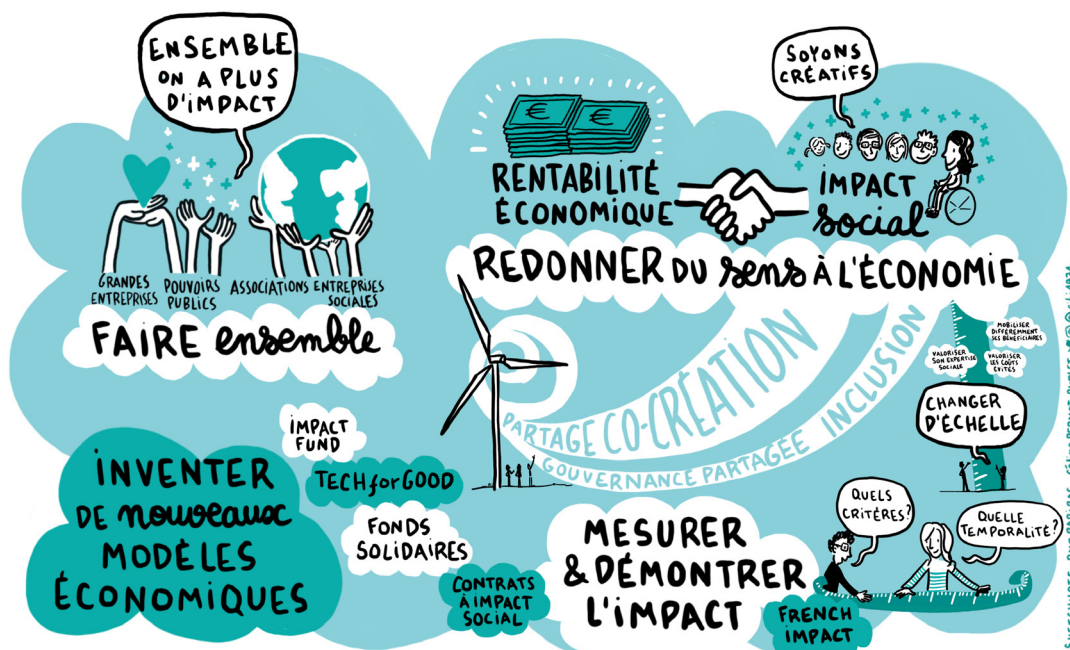 ENSEMBLE
ON A PLUS
D'IMPACT
GRANDES
ENTREPRISES
POUVOIRS
PUBLICS
ASSOCIATIONS
ENTREPRISES
SOCIALES
FAIRE ensemble
SOYONS
CRÉATIFS
€ €
RENTABILITÉ
ÉCONOMIQUE
IMPACT
social
REDONNER DU sens À L'ÉCONOMIE
PARTAGE CO-CRÉATION
GOUVERNANCE PARTAGÉE INCLUSION
MOBILISER
DIFFÉREMMENT
SES BÉNÉFICIAIRES
VALORISER
SON EXPERTISE
SOCIALE
VALORISER
LES COÛTS
ÉVITÉS
CHANGER
D'ÉCHELLE
INVENTER
DE nouveaux
MODÈLES
ÉCONOMIQUES
IMPACT
FUND
TECH for GOOD
FONDS
SOLIDAIRES
CONTRATS
À IMPACT
SOCIAL
MESURER
& DÉMONTRER
L'IMPACT
FRENCH
IMPACT
QUELS
CRITÈRES?
QUELLE
TEMPORALITÉ?